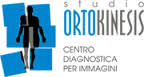 studio
ORTOKINESIS
CENTRO
DIAGNOSTICA
PER IMMAGINI